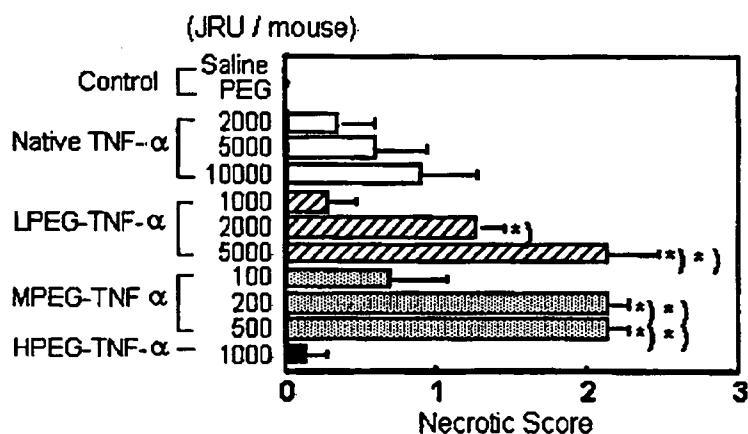 (JRU / mouse)
Control Saline
PEG
Native TNF-α 2000
5000
10000
LPEG-TNF-α 1000
2000 *
5000 * *
MPEG-TNF α 100
200 * *
500 * *
HPEG-TNF-α 1000
0 1 2 3
Necrotic Score